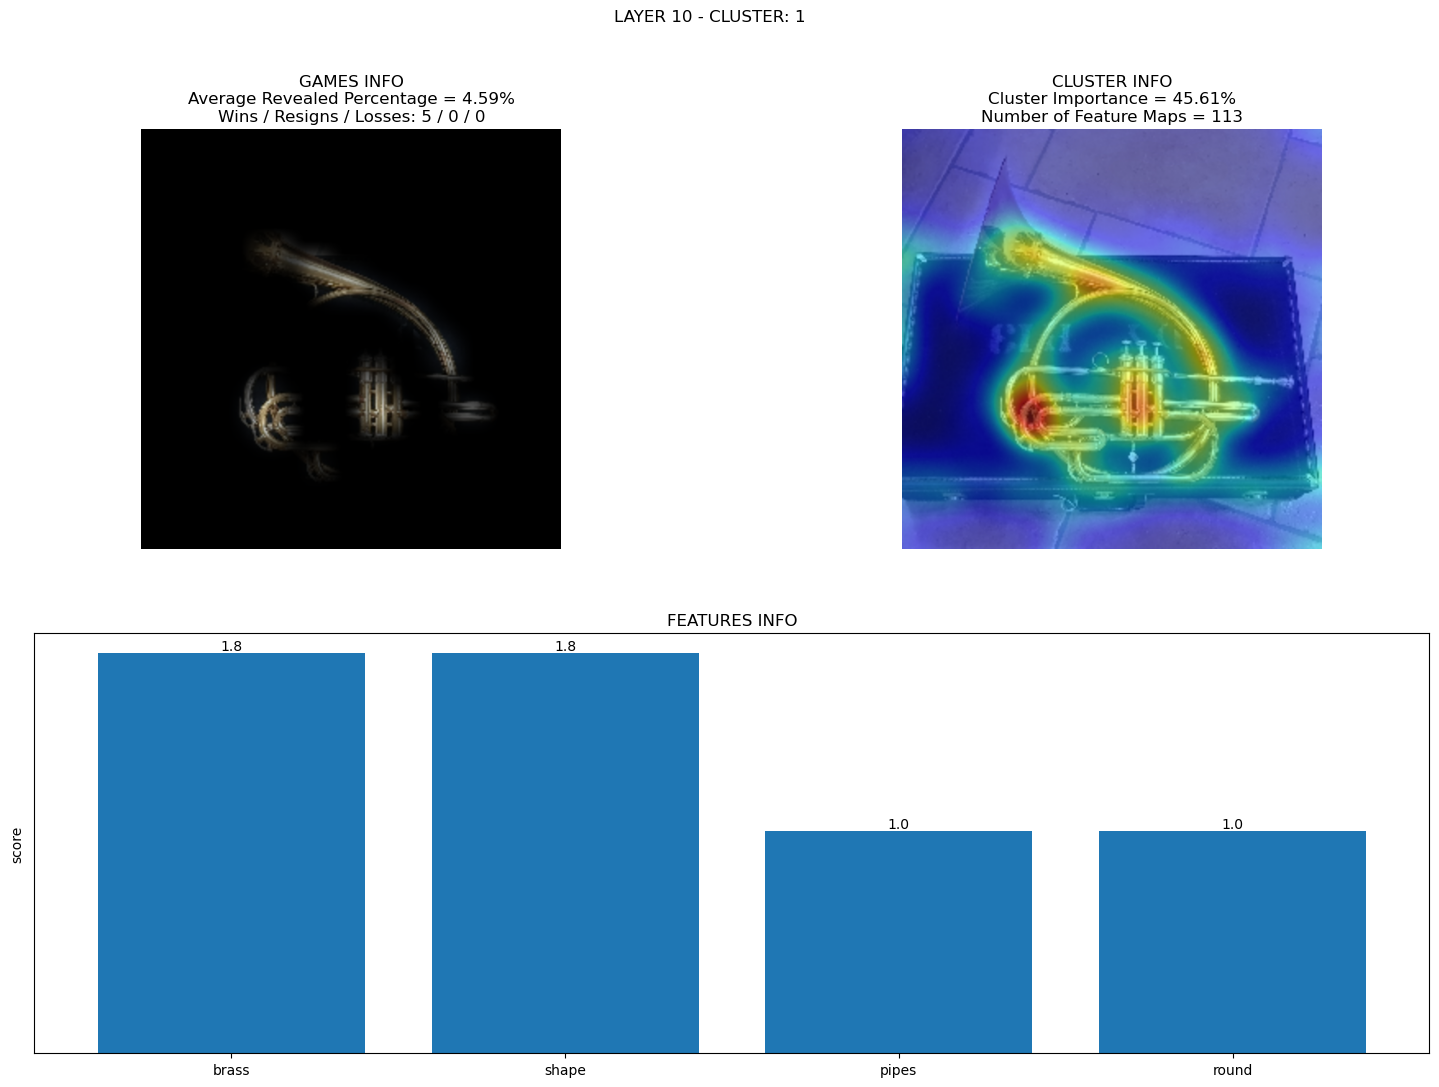 LAYER 10 - CLUSTER: 1
GAMES INFO
Average Revealed Percentage = 4.59%
Wins / Resigns / Losses: 5 / 0 / 0
CLUSTER INFO
Cluster Importance = 45.61%
Number of Feature Maps = 113
FEATURES INFO
score
1.8
1.8
1.0
1.0
brass
shape
pipes
round